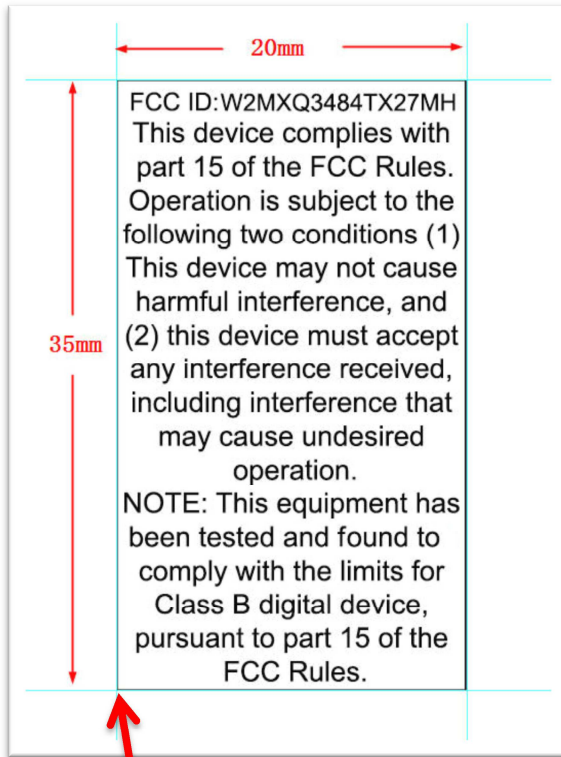 20mm
FCC ID:W2MXQ3484TX27MH
This device complies with
part 15 of the FCC Rules.
Operation is subject to the
following two conditions (1)
This device may not cause
harmful interference, and
35mm
(2) this device must accept
any interference received,
including interference that
may cause undesired
operation.
NOTE: This equipment has
been tested and found to
comply with the limits for
Class B digital device,
pursuant to part 15 of the
FCC Rules.